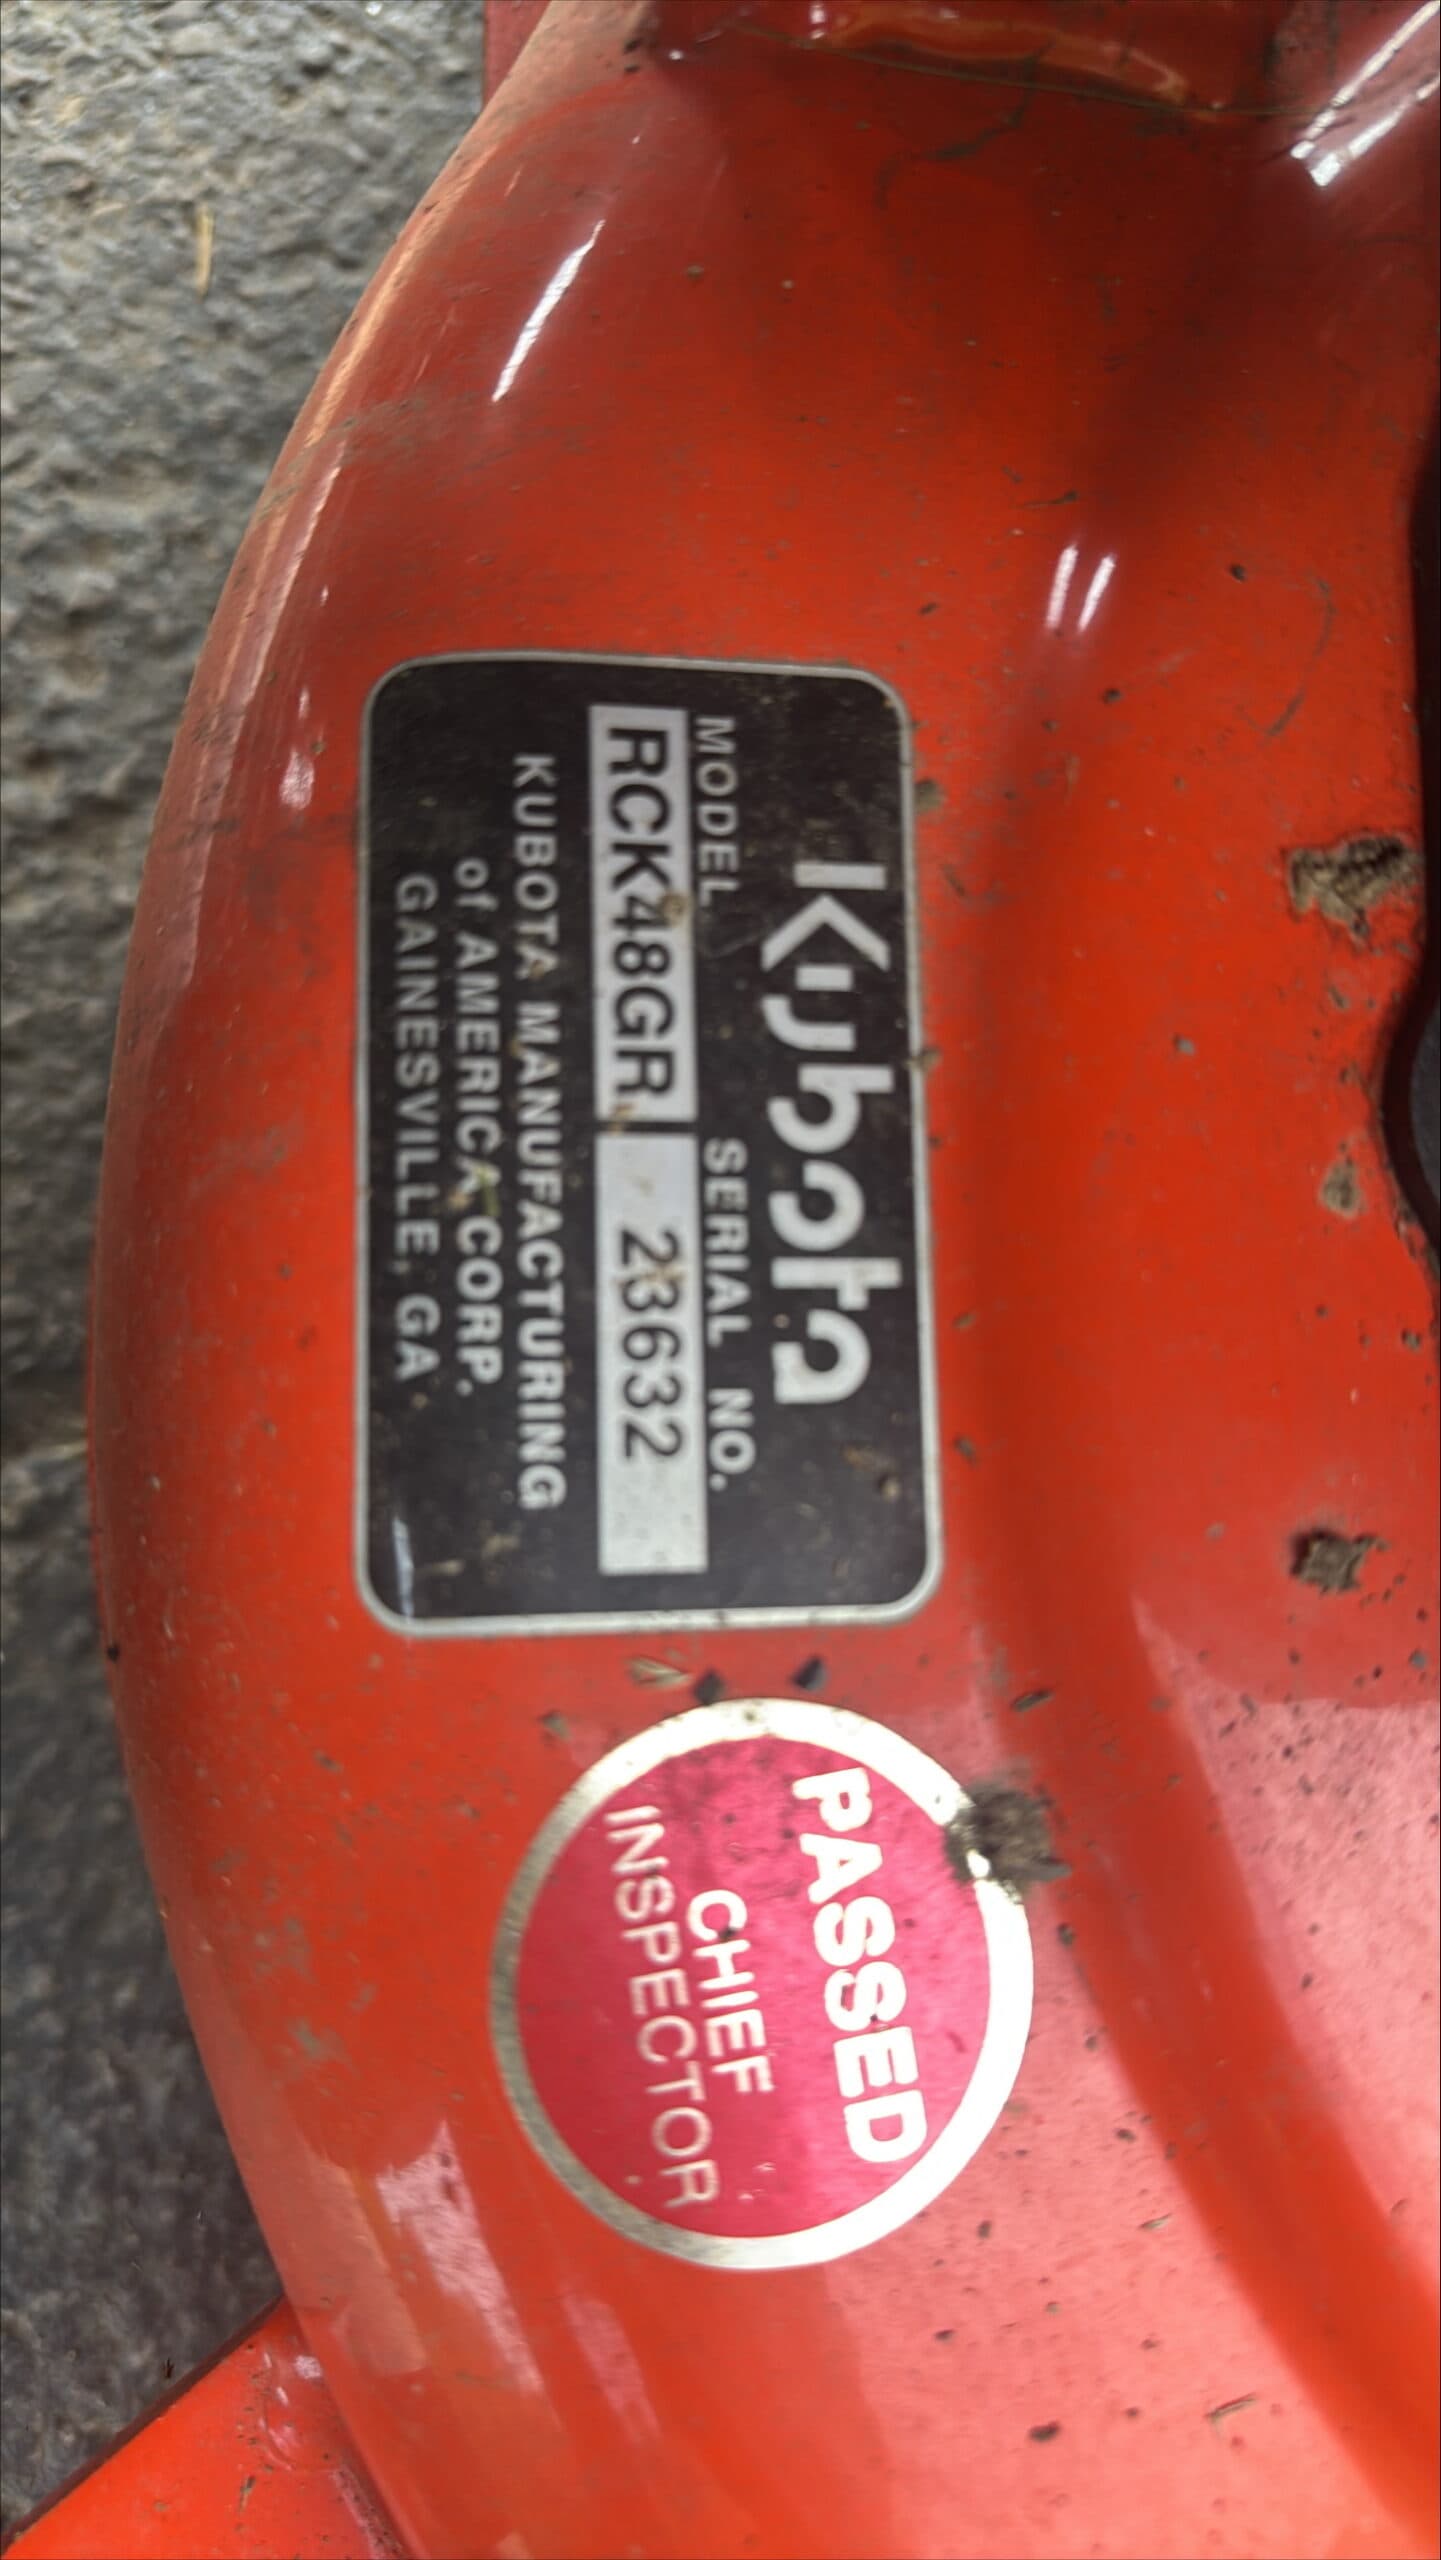 Kubota
MODEL SERIAL NO.
RCK48GR 23632
KUBOTA MANUFACTURING
of AMERICA CORP.
GAINESVILLE, GA
PASSED
CHIEF
INSPECTOR